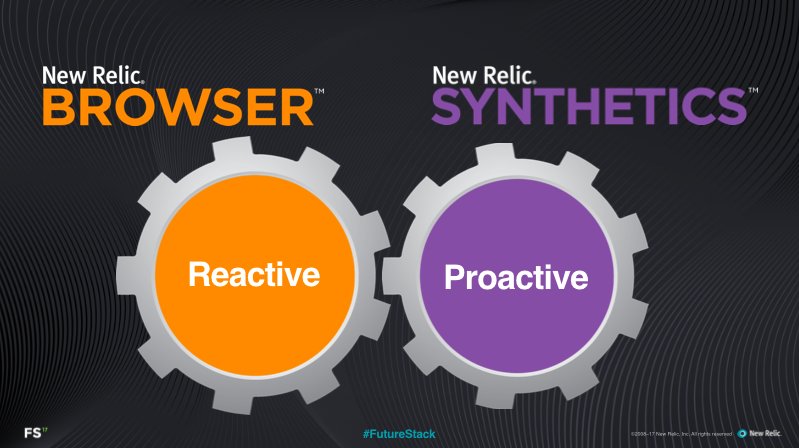 New Relic®
BROWSER™
New Relic®
SYNTHETICS™
Reactive
Proactive
FS17
#FutureStack
©2008–17 New Relic, Inc. All rights reserved
New Relic.